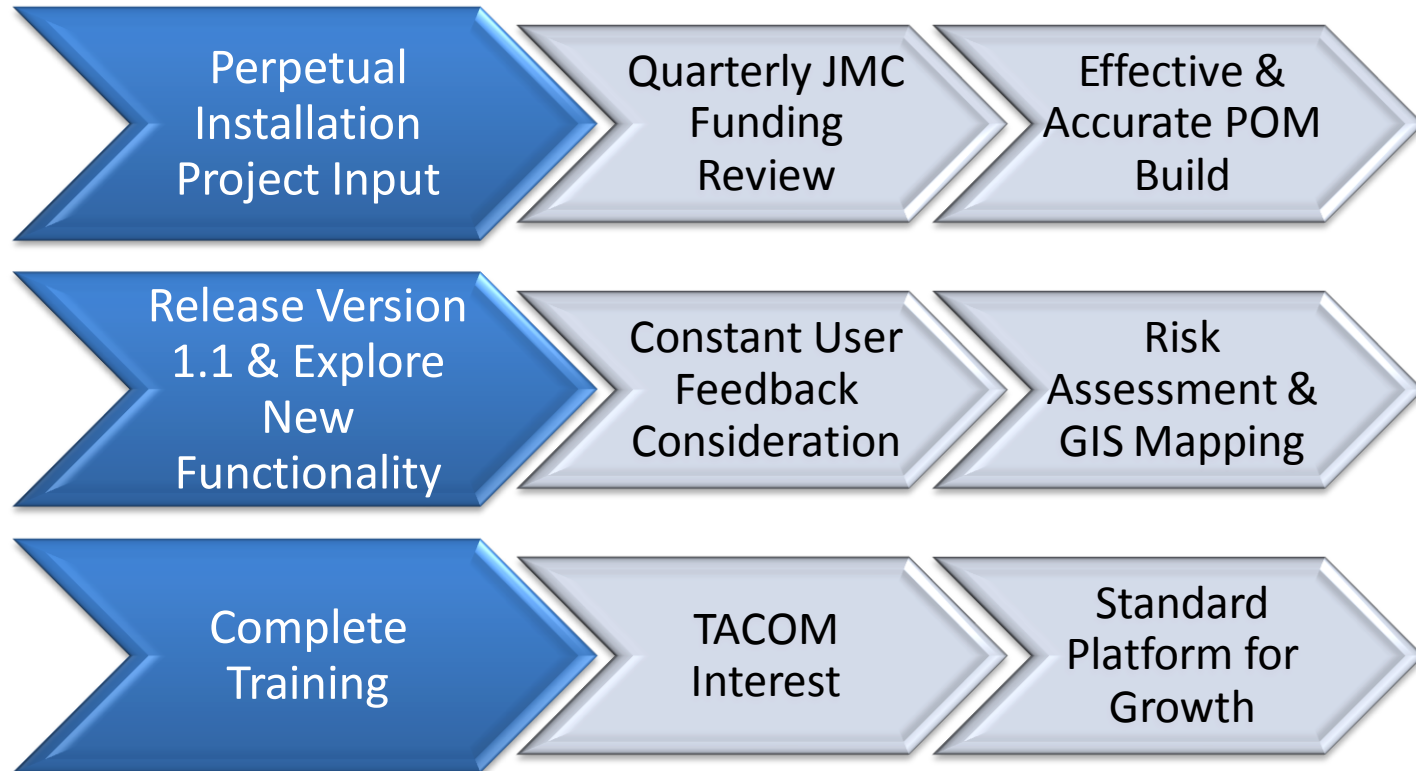 Perpetual
Installation
Project Input
Quarterly JMC
Funding
Review
Effective &
Accurate POM
Build
Release Version
1.1 & Explore
New
Functionality
Constant User
Feedback
Consideration
Risk
Assessment &
GIS Mapping
Complete
Training
TACOM
Interest
Standard
Platform for
Growth